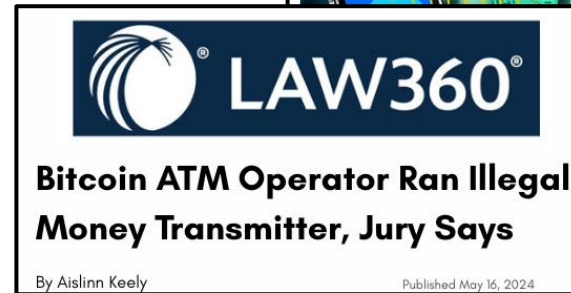 LAW360®
Bitcoin ATM Operator Ran Illegal
Money Transmitter, Jury Says
By Aislinn Keely Published May 16, 2024